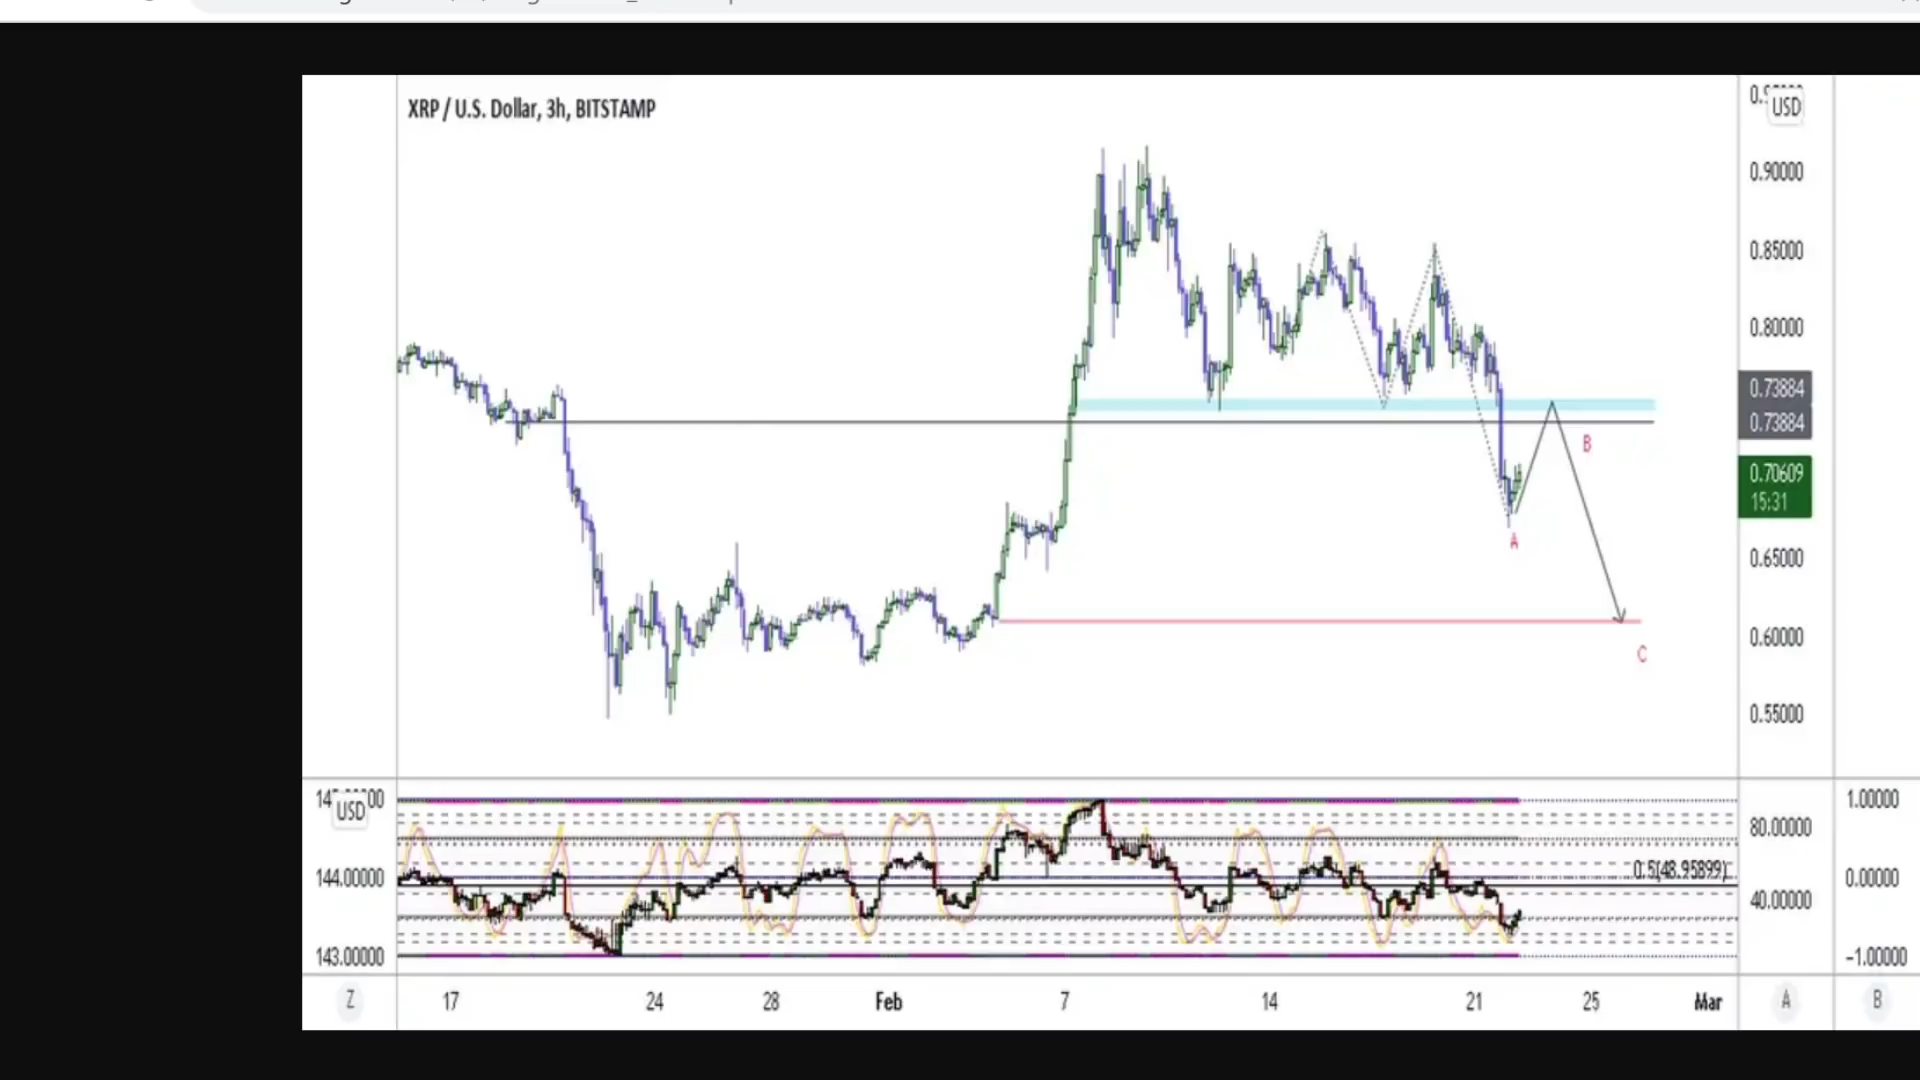 XRP / U.S. Dollar, 3h, BITSTAMP
USD
0.90000
0.85000
0.80000
0.73884
0.73884
0.70609
15:31
0.65000
0.60000
0.55000
B
A
C
USD
144.00000
143.00000
0.5(48.95899)
80.00000
40.00000
1.00000
0.00000
-1.00000
Z 17 24 28 Feb 7 14 21 25 Mar A B